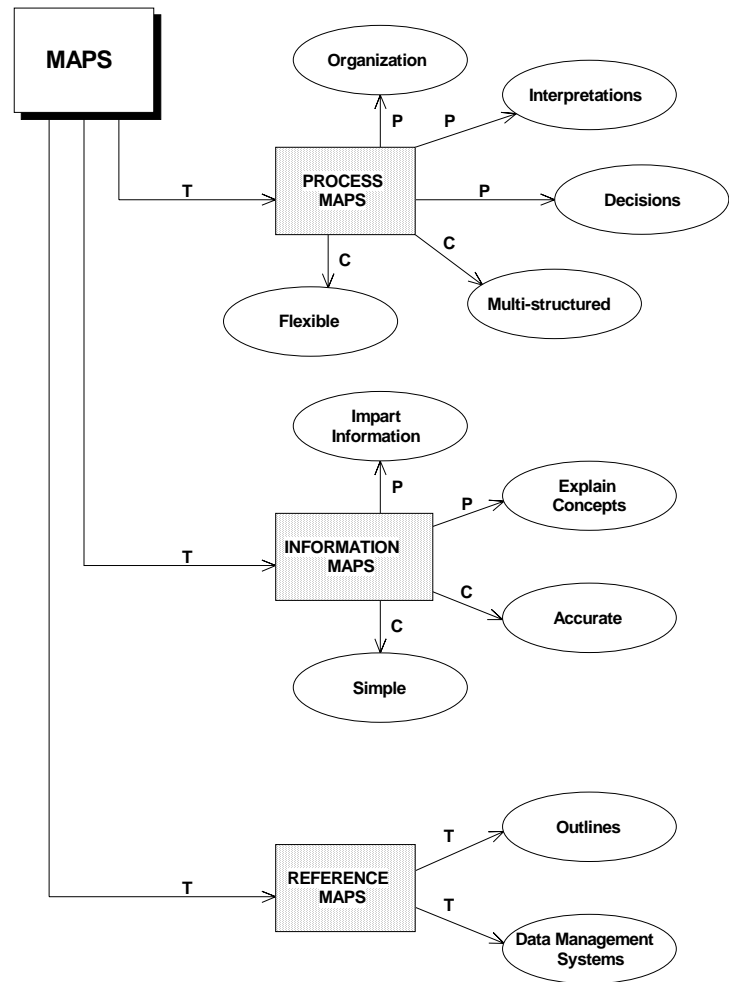 MAPS
Organization
Interpretations
P
P
T
PROCESS
MAPS
P
Decisions
C
C
Flexible
Multi-structured
Impart
Information
P
P
Explain
Concepts
T
INFORMATION
MAPS
C
Accurate
C
Simple
Outlines
T
T
REFERENCE
MAPS
T
Data Management
Systems